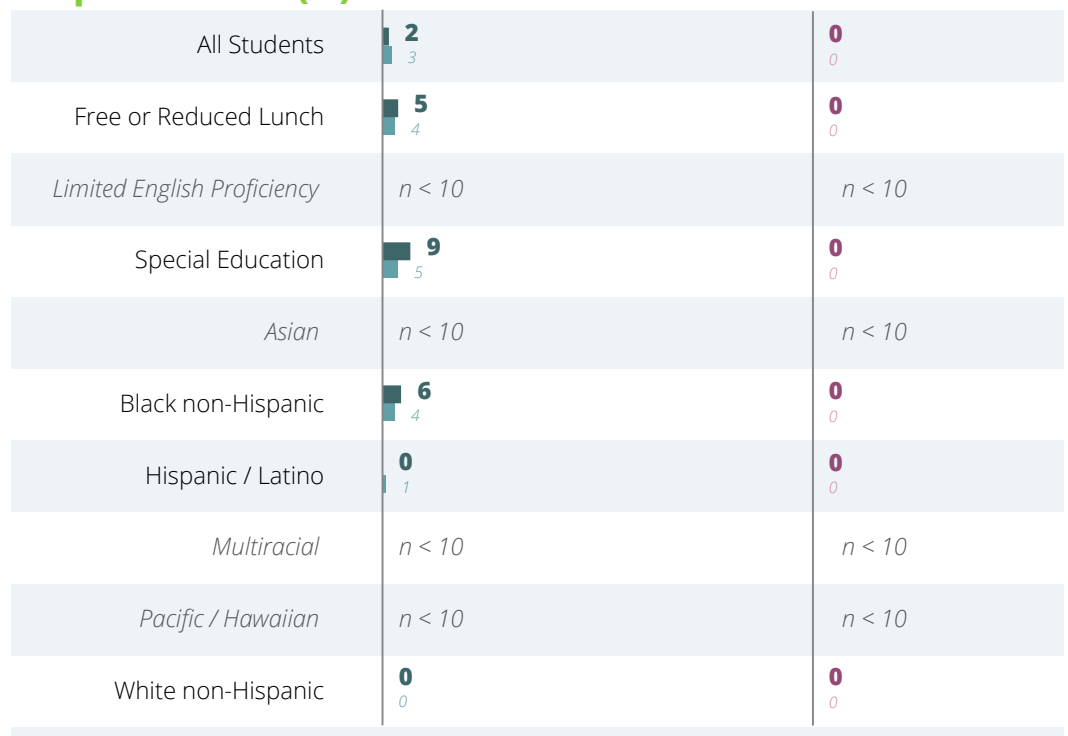 All Students 2 0
3 0
Free or Reduced Lunch 5 0
4 0
Limited English Proficiency n < 10 n < 10
Special Education 9 0
5 0
Asian n < 10 n < 10
Black non-Hispanic 6 0
4 0
Hispanic / Latino 0 0
1 0
Multiracial n < 10 n < 10
Pacific / Hawaiian n < 10 n < 10
White non-Hispanic 0 0
0 0